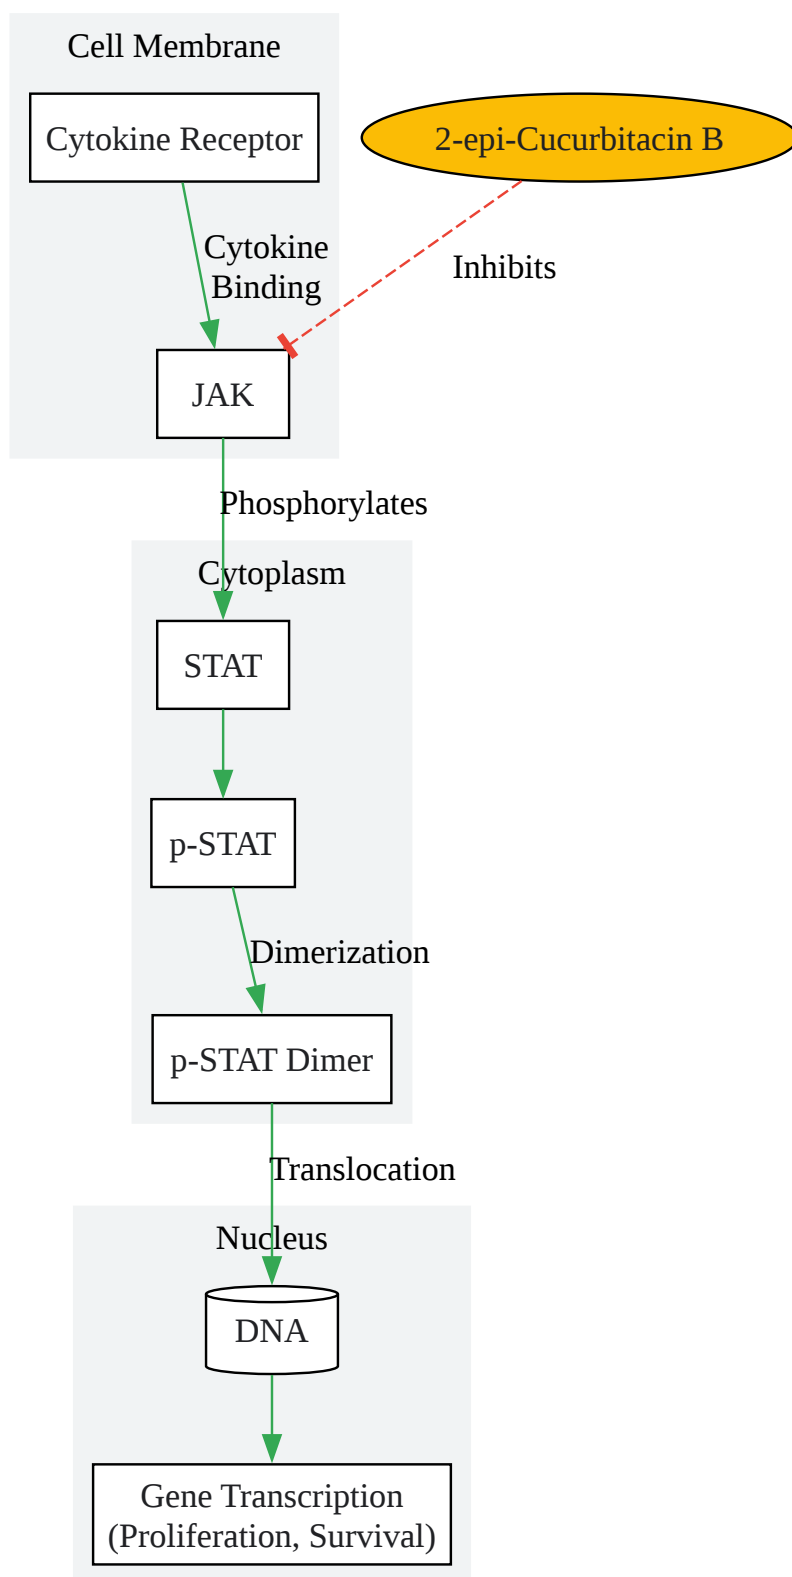 Cell Membrane
Cytokine Receptor
2-epi-Cucurbitacin B
Cytokine
Binding
Inhibits
JAK
Phosphorylates
Cytoplasm
STAT
p-STAT
Dimerization
p-STAT Dimer
Translocation
Nucleus
DNA
Gene Transcription
(Proliferation, Survival)